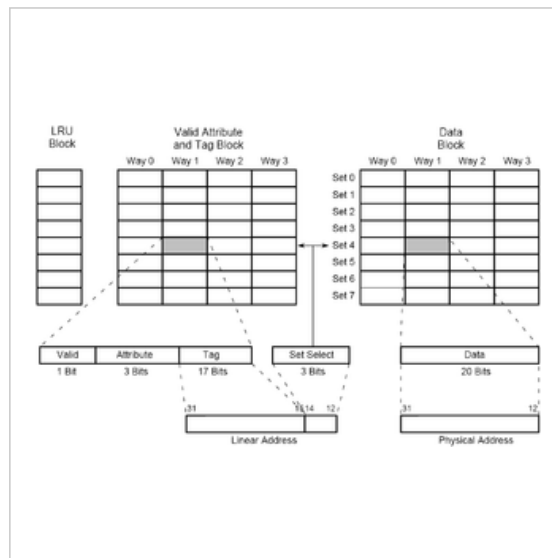 LRU
Block
Valid Attribute
and Tag Block
Data
Block
Way 0 Way 1 Way 2 Way 3
Way 0 Way 1 Way 2 Way 3
Set 0
Set 1
Set 2
Set 3
Set 4
Set 5
Set 6
Set 7
Valid Attribute Tag
1 Bit 3 Bits 17 Bits
Set Select
3 Bits
Data
20 Bits
31 1514 12
Linear Address
31 12
Physical Address